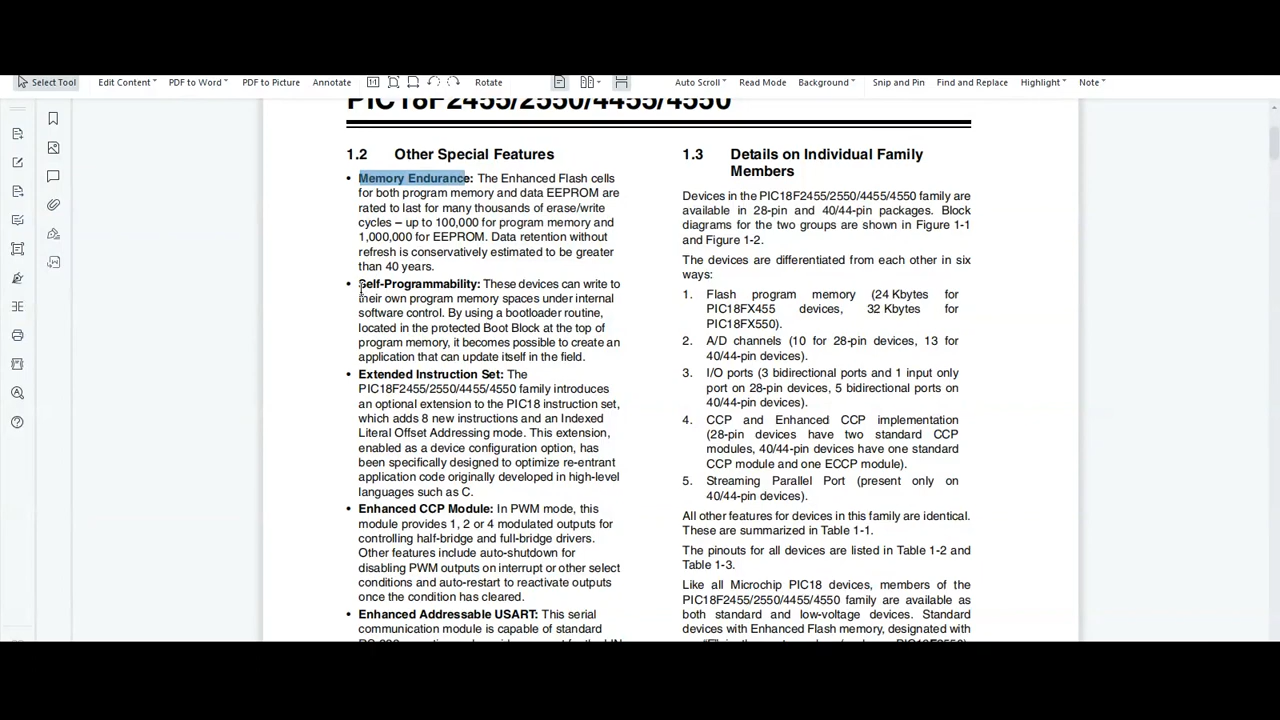 Select Tool Edit Content PDF to Word PDF to Picture Annotate Rotate Auto Scroll Read Mode Background Snip and Pin Find and Replace Highlight Note
PIC18F2455/2550/4455/4550
1.2 Other Special Features
• Memory Endurance: The Enhanced Flash cells
for both program memory and data EEPROM are
rated to last for many thousands of erase/write
cycles – up to 100,000 for program memory and
1,000,000 for EEPROM. Data retention without
refresh is conservatively estimated to be greater
than 40 years.
• Self-Programmability: These devices can write to
their own program memory spaces under internal
software control. By using a bootloader routine,
located in the protected Boot Block at the top of
program memory, it becomes possible to create an
application that can update itself in the field.
• Extended Instruction Set: The
PIC18F2455/2550/4455/4550 family introduces
an optional extension to the PIC18 instruction set,
which adds 8 new instructions and an Indexed
Literal Offset Addressing mode. This extension,
enabled as a device configuration option, has
been specifically designed to optimize re-entrant
application code originally developed in high-level
languages such as C.
• Enhanced CCP Module: In PWM mode, this
module provides 1, 2 or 4 modulated outputs for
controlling half-bridge and full-bridge drivers.
Other features include auto-shutdown for
disabling PWM outputs on interrupt or other select
conditions and auto-restart to reactivate outputs
once the condition has cleared.
• Enhanced Addressable USART: This serial
communication module is capable of standard
1.3 Details on Individual Family
Members
Devices in the PIC18F2455/2550/4455/4550 family are
available in 28-pin and 40/44-pin packages. Block
diagrams for the two groups are shown in Figure 1-1
and Figure 1-2.
The devices are differentiated from each other in six
ways:
1. Flash program memory (24 Kbytes for
PIC18FX455 devices, 32 Kbytes for
PIC18FX550).
2. A/D channels (10 for 28-pin devices, 13 for
40/44-pin devices).
3. I/O ports (3 bidirectional ports and 1 input only
port on 28-pin devices, 5 bidirectional ports on
40/44-pin devices).
4. CCP and Enhanced CCP implementation
(28-pin devices have two standard CCP
modules, 40/44-pin devices have one standard
CCP module and one ECCP module).
5. Streaming Parallel Port (present only on
40/44-pin devices).
All other features for devices in this family are identical.
These are summarized in Table 1-1.
The pinouts for all devices are listed in Table 1-2 and
Table 1-3.
Like all Microchip PIC18 devices, members of the
PIC18F2455/2550/4455/4550 family are available as
both standard and low-voltage devices. Standard
devices with Enhanced Flash memory, designated with